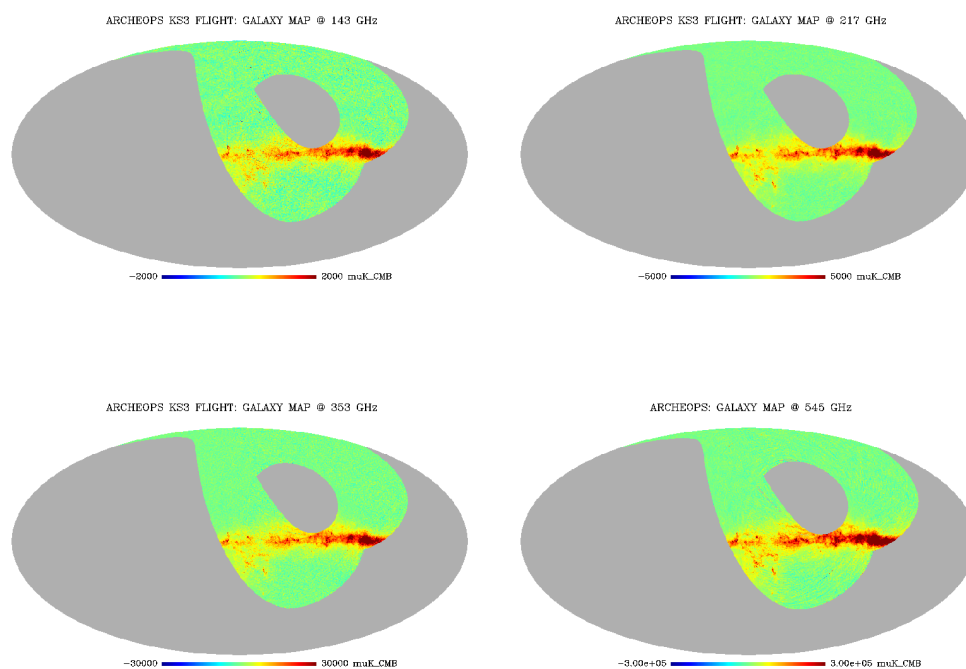 ARCHEOPS KS3 FLIGHT: GALAXY MAP @ 143 GHz
ARCHEOPS KS3 FLIGHT: GALAXY MAP @ 217 GHz
-2000 2000 muK_CMB
-5000 5000 muK_CMB
ARCHEOPS KS3 FLIGHT: GALAXY MAP @ 353 GHz
ARCHEOPS: GALAXY MAP @ 545 GHz
-30000 30000 muK_CMB
-3.00e+05 3.00e+05 muK_CMB